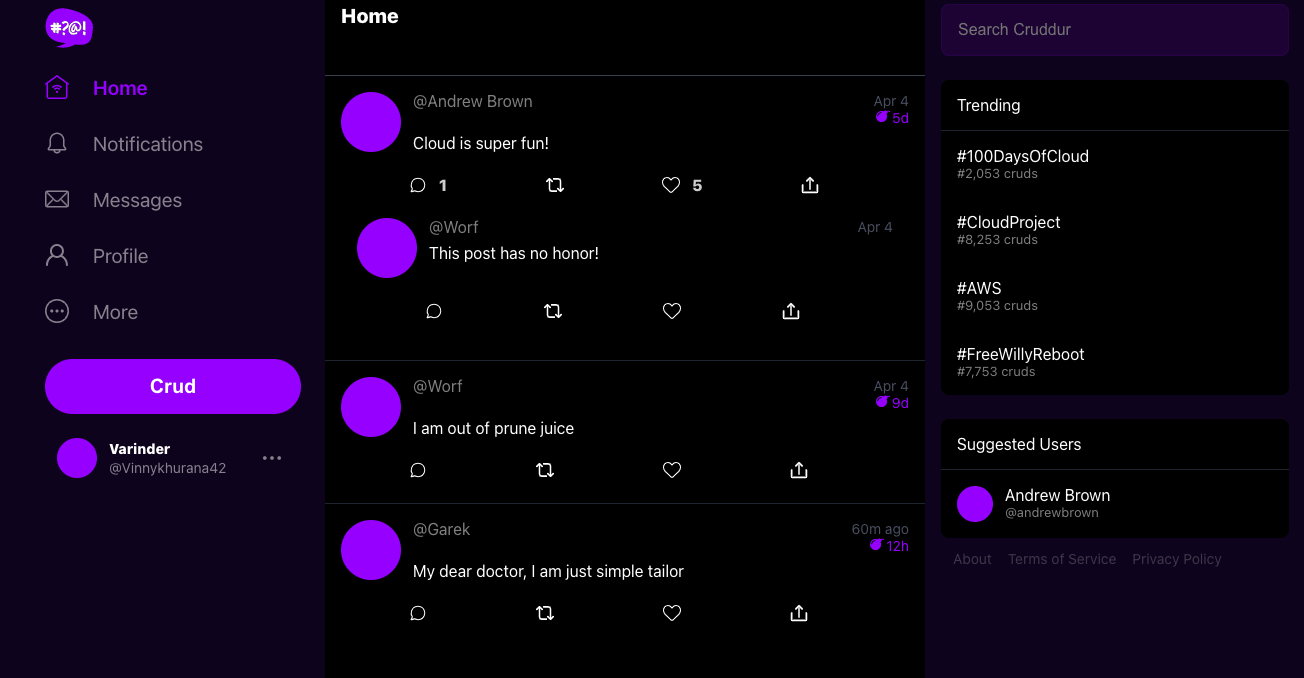 #?@!
Home
Notifications
Messages
Profile
More
Crud
Varinder
@Vinnykhurana42
Home
@Andrew Brown
Apr 4
5d
Cloud is super fun!
1
5
@Worf
Apr 4
This post has no honor!
@Worf
Apr 4
9d
I am out of prune juice
@Garek
60m ago
12h
My dear doctor, I am just simple tailor
Search Cruddur
Trending
#100DaysOfCloud
#2,053 cruds
#CloudProject
#8,253 cruds
#AWS
#9,053 cruds
#FreeWillyReboot
#7,753 cruds
Suggested Users
Andrew Brown
@andrewbrown
About Terms of Service Privacy Policy